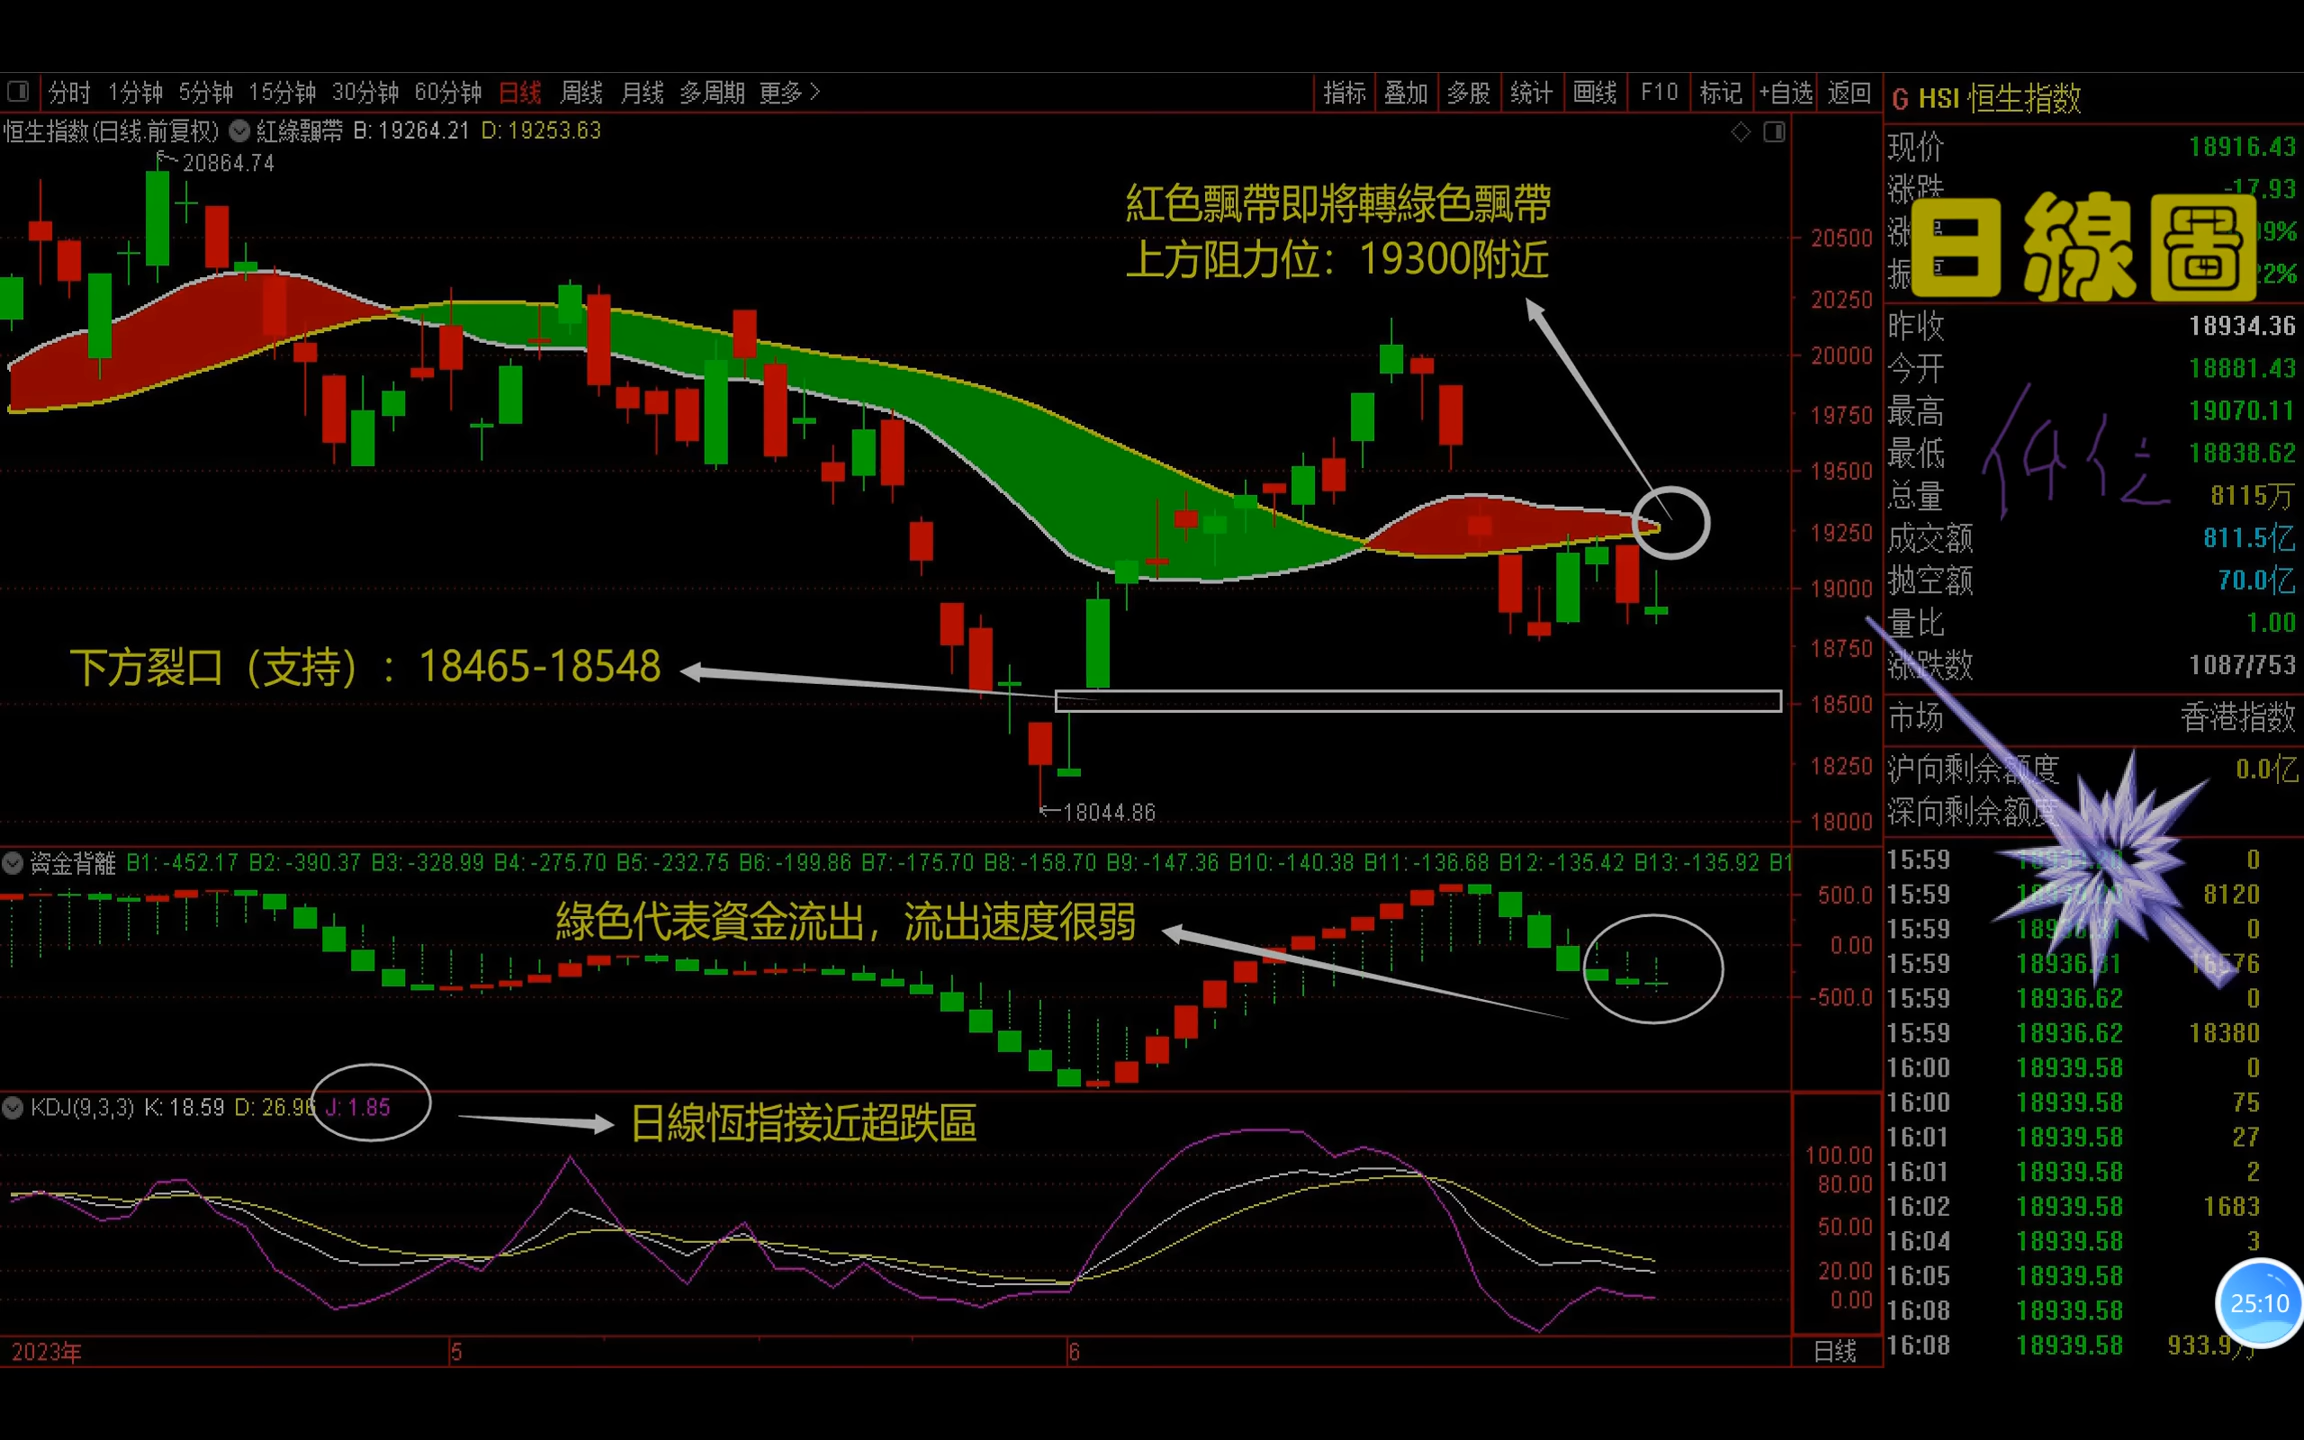 分时 1分钟 5分钟 15分钟 30分钟 60分钟 日线 周线 月线 多周期 更多 >
指标 叠加 多股 统计 画线 F10 标记 +自选 返回
G HSI 恒生指数
恒生指数(日线.前复权) 紅綠飄帶 B: 19264.21 D: 19253.63
20864.74
紅色飄帶即將轉綠色飄帶
上方阻力位：19300附近
下方裂口（支持）：18465-18548
18044.86
20500
20250
20000
19750
19500
19250
19000
18750
18500
18250
18000
资金背離 B1: -452.17 B2: -390.37 B3: -328.99 B4: -275.70 B5: -232.75 B6: -199.86 B7: -175.70 B8: -158.70 B9: -147.36 B10: -140.38 B11: -136.68 B12: -135.42 B13: -135.92 B1
綠色代表資金流出，流出速度很弱
500.0
0.00
-500.0
KDJ(9,3,3) K: 18.59 D: 26.96 J: 1.85
日線恆指接近超跌區
100.00
80.00
50.00
20.00
0.00
2023年 5 6 日线
日線圖
现价 18916.43
涨跌 -17.93
9%
22%
昨收 18934.36
今开 18881.43
最高 19070.11
最低 18838.62
总量 8115万
成交额 811.5亿
抛空额 70.0亿
量比 1.00
涨跌数 1087/753
市场 香港指数
沪向剩余额度 0.0亿
深向剩余额度
15:59 0
15:59 8120
15:59 0
15:59 18936.31
15:59 18936.62 0
15:59 18936.62 18380
16:00 18939.58 0
16:00 18939.58 75
16:01 18939.58 27
16:01 18939.58 2
16:02 18939.58 1683
16:04 18939.58 3
16:05 18939.58
16:08 18939.58
16:08 18939.58 933.9万
25:10